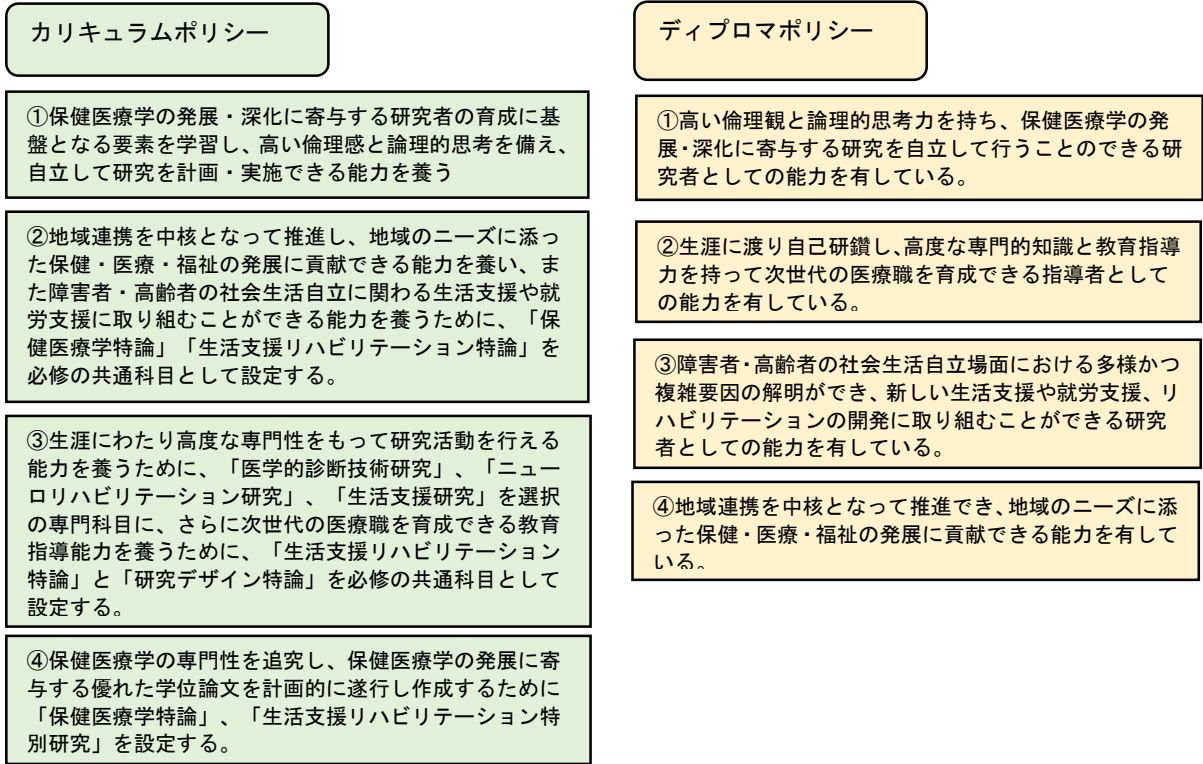 カリキュラムポリシー
①保健医療学の発展・深化に寄与する研究者の育成に基
盤となる要素を学習し、高い倫理感と論理的思考を備え、
自立して研究を計画・実施できる能力を養う
②地域連携を中核となって推進し、地域のニーズに添っ
た保健・医療・福祉の発展に貢献できる能力を養い、ま
た障害者・高齢者の社会生活自立に関わる生活支援や就
労支援に取り組むことができる能力を養うために、「保
健医療学特論」「生活支援リハビリテーション特論」を
必修の共通科目として設定する。
③生涯にわたり高度な専門性をもって研究活動を行える
能力を養うために、「医学的診断技術研究」、「ニュー
ロリハビリテーション研究」、「生活支援研究」を選択
の専門科目に、さらに次世代の医療職を育成できる教育
指導能力を養うために、「生活支援リハビリテーション
特論」と「研究デザイン特論」を必修の共通科目として
設定する。
④保健医療学の専門性を追究し、保健医療学の発展に寄
与する優れた学位論文を計画的に遂行し作成するために
「保健医療学特論」、「生活支援リハビリテーション特
別研究」を設定する。
ディプロマポリシー
①高い倫理観と論理的思考力を持ち、保健医療学の発
展・深化に寄与する研究を自立して行うことのできる研
究者としての能力を有している。
②生涯に渡り自己研鑽し、高度な専門的知識と教育指導
力を持って次世代の医療職を育成できる指導者として
の能力を有している。
③障害者・高齢者の社会生活自立場面における多様かつ
複雑要因の解明ができ、新しい生活支援や就労支援、リ
ハビリテーションの開発に取り組むことができる研究
者としての能力を有している。
④地域連携を中核となって推進でき、地域のニーズに添
った保健・医療・福祉の発展に貢献できる能力を有して
いる。